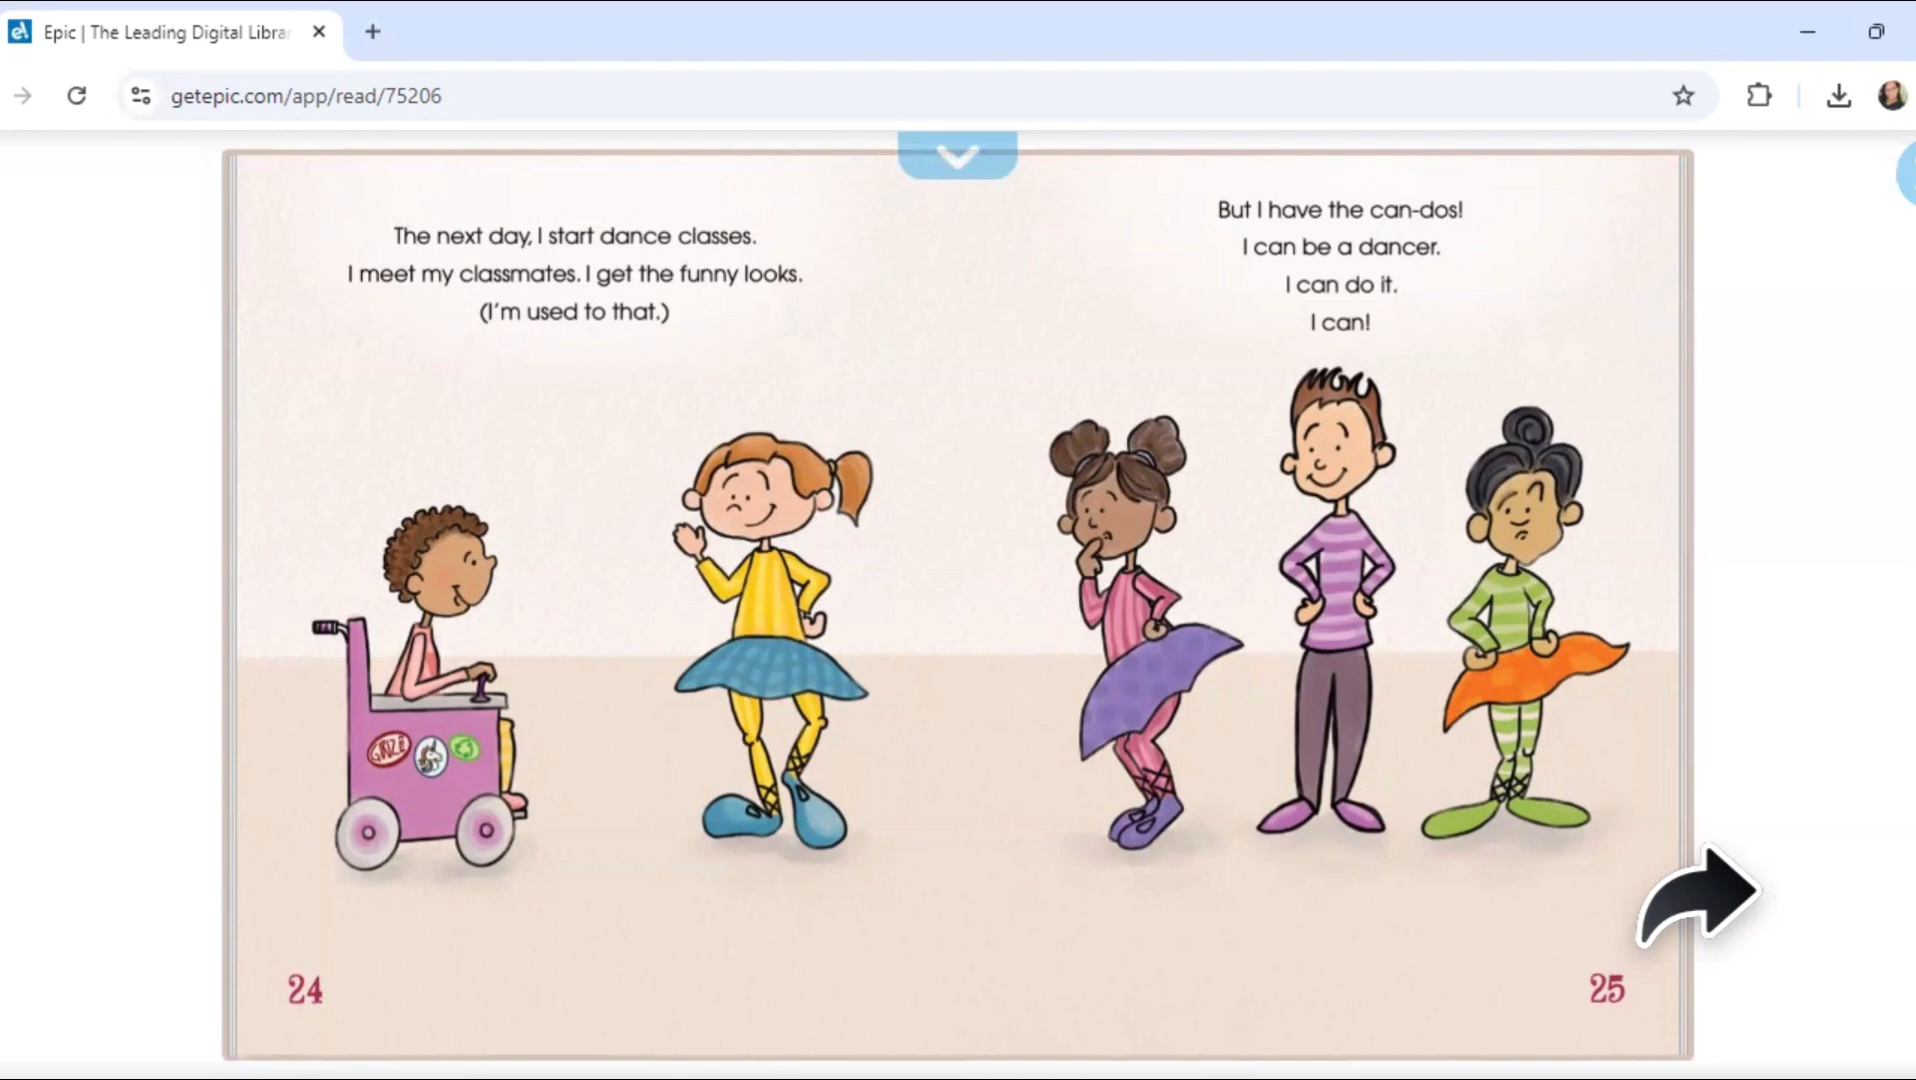 Epic | The Leading Digital Librar
getepic.com/app/read/75206
The next day, I start dance classes.
I meet my classmates. I get the funny looks.
(I'm used to that.)
But I have the can-dos!
I can be a dancer.
I can do it.
I can!
24
25